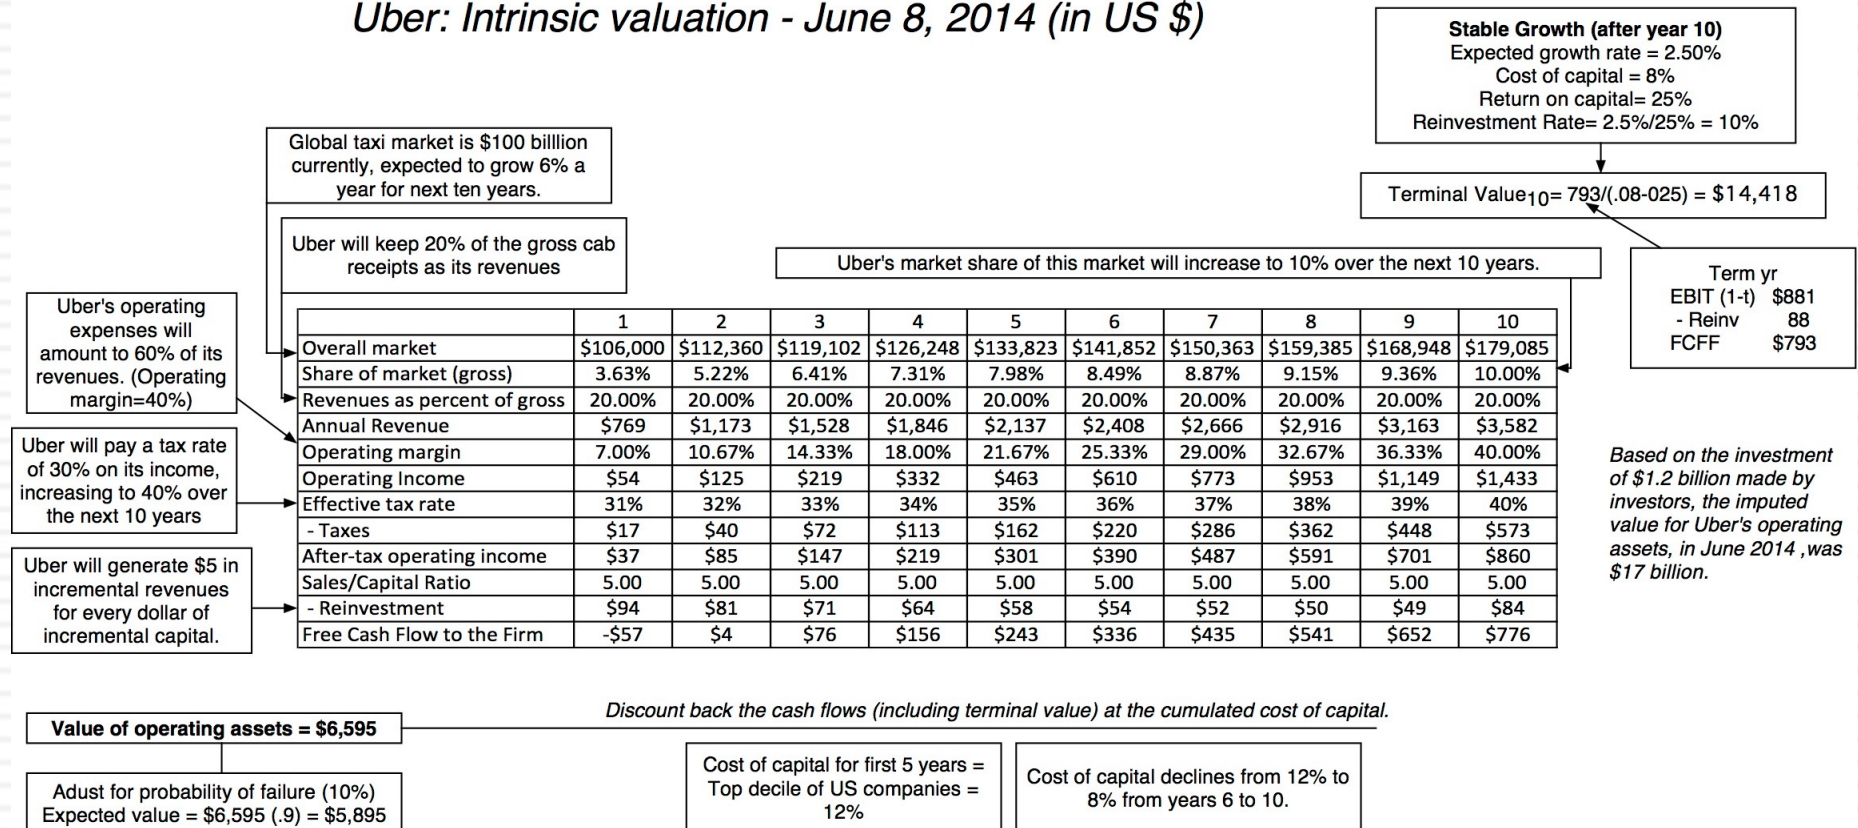 Uber: Intrinsic valuation - June 8, 2014 (in US $)
Stable Growth (after year 10)
Expected growth rate = 2.50%
Cost of capital = 8%
Return on capital= 25%
Reinvestment Rate= 2.5%/25% = 10%
Global taxi market is $100 billlion
currently, expected to grow 6% a
year for next ten years.
Terminal Value10= 793/(.08-025) = $14,418
Uber will keep 20% of the gross cab
receipts as its revenues
Uber's market share of this market will increase to 10% over the next 10 years.
Term yr
EBIT (1-t) $881
- Reinv 88
FCFF $793
Uber's operating
expenses will
amount to 60% of its
revenues. (Operating
margin=40%)
Uber will pay a tax rate
of 30% on its income,
increasing to 40% over
the next 10 years
Uber will generate $5 in
incremental revenues
for every dollar of
incremental capital.
1 2 3 4 5 6 7 8 9 10
Overall market $106,000 $112,360 $119,102 $126,248 $133,823 $141,852 $150,363 $159,385 $168,948 $179,085
Share of market (gross) 3.63% 5.22% 6.41% 7.31% 7.98% 8.49% 8.87% 9.15% 9.36% 10.00%
Revenues as percent of gross 20.00% 20.00% 20.00% 20.00% 20.00% 20.00% 20.00% 20.00% 20.00% 20.00%
Annual Revenue $769 $1,173 $1,528 $1,846 $2,137 $2,408 $2,666 $2,916 $3,163 $3,582
Operating margin 7.00% 10.67% 14.33% 18.00% 21.67% 25.33% 29.00% 32.67% 36.33% 40.00%
Operating Income $54 $125 $219 $332 $463 $610 $773 $953 $1,149 $1,433
Effective tax rate 31% 32% 33% 34% 35% 36% 37% 38% 39% 40%
- Taxes $17 $40 $72 $113 $162 $220 $286 $362 $448 $573
After-tax operating income $37 $85 $147 $219 $301 $390 $487 $591 $701 $860
Sales/Capital Ratio 5.00 5.00 5.00 5.00 5.00 5.00 5.00 5.00 5.00 5.00
- Reinvestment $94 $81 $71 $64 $58 $54 $52 $50 $49 $84
Free Cash Flow to the Firm -$57 $4 $76 $156 $243 $336 $435 $541 $652 $776
Based on the investment
of $1.2 billion made by
investors, the imputed
value for Uber's operating
assets, in June 2014 ,was
$17 billion.
Discount back the cash flows (including terminal value) at the cumulated cost of capital.
Value of operating assets = $6,595
Adust for probability of failure (10%)
Expected value = $6,595 (.9) = $5,895
Cost of capital for first 5 years =
Top decile of US companies =
12%
Cost of capital declines from 12% to
8% from years 6 to 10.